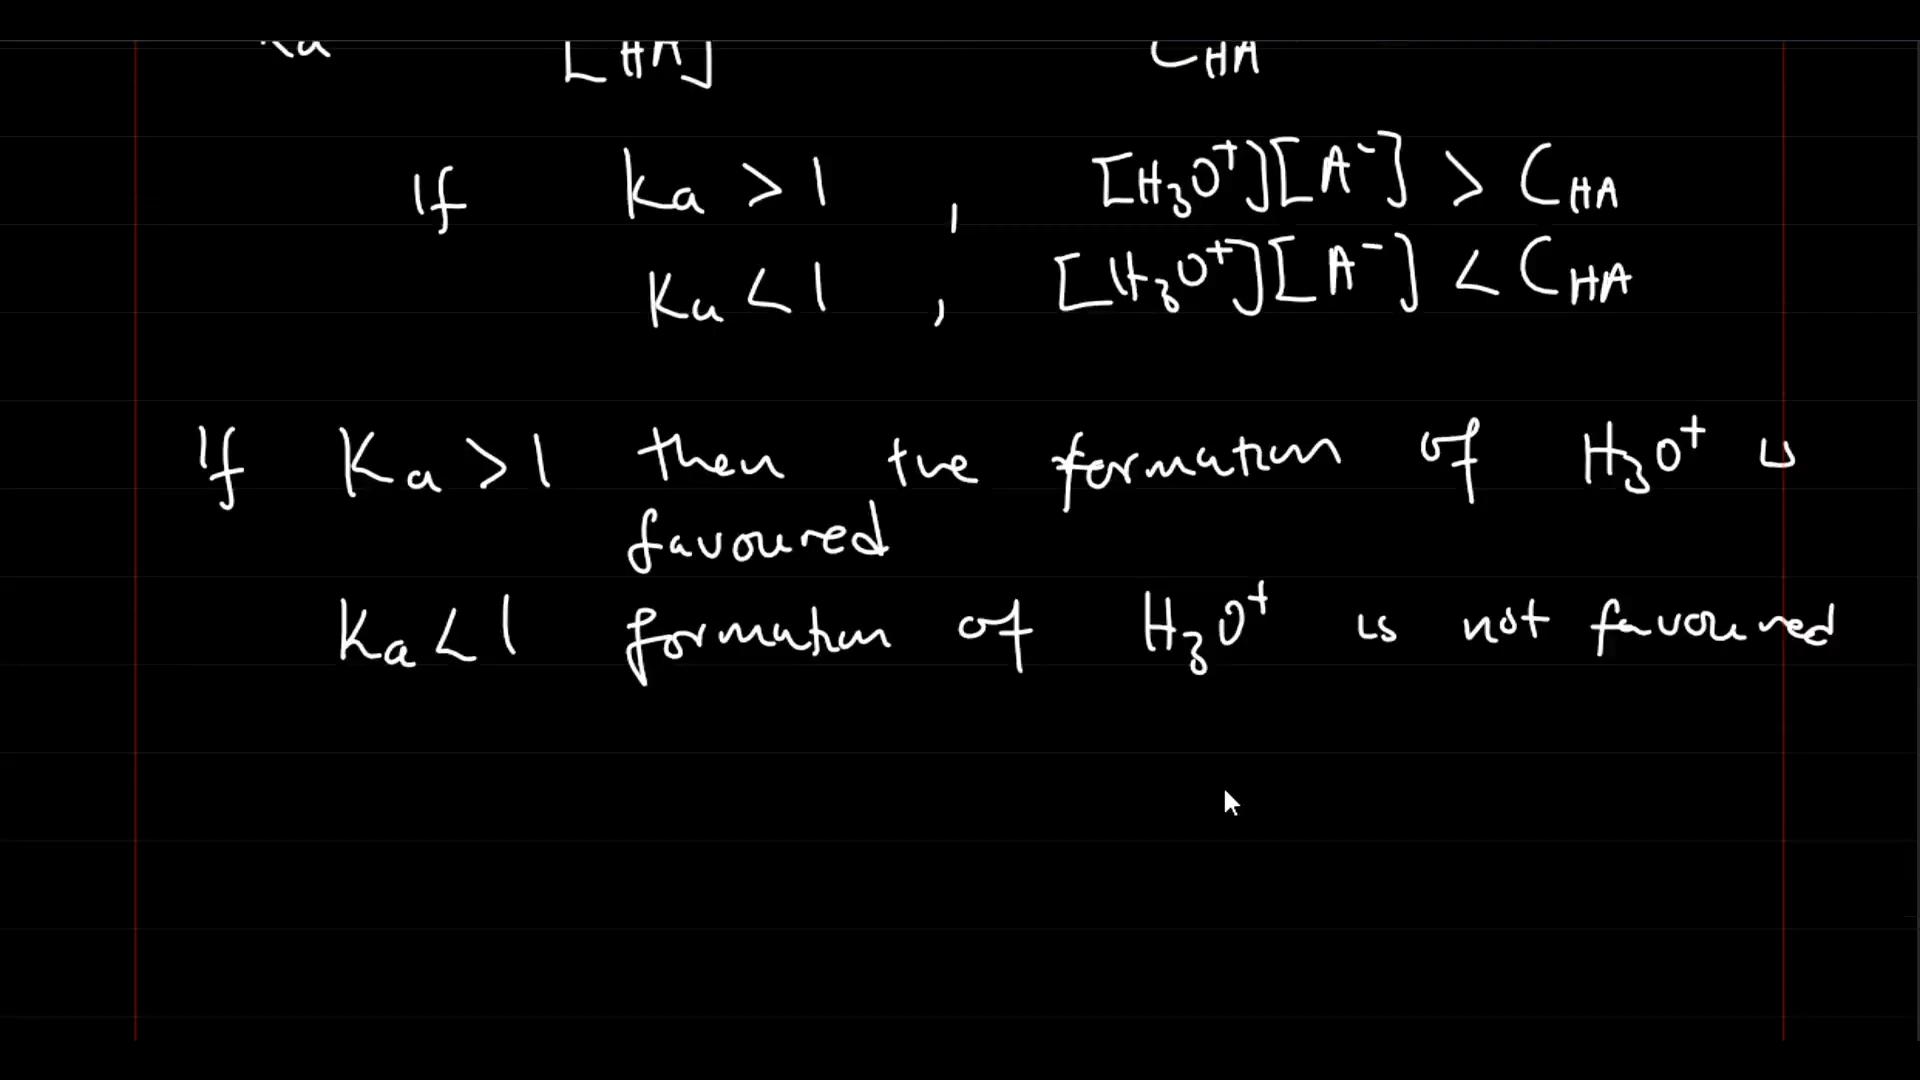 Ka [HA] CHA
If Ka > 1 , [H₃O⁺][A⁻] > CHA
Ka < 1 , [H₃O⁺][A⁻] < CHA
If Ka > 1 then the formation of H₃O⁺ is
favoured
Ka < 1 formation of H₃O⁺ is not favoured